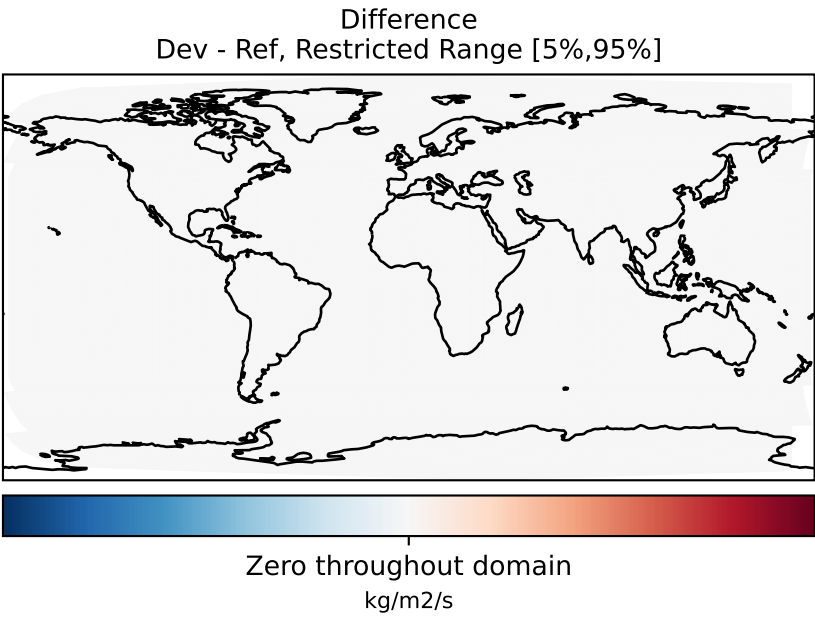 Difference
Dev - Ref, Restricted Range [5%,95%]
Zero throughout domain
kg/m2/s